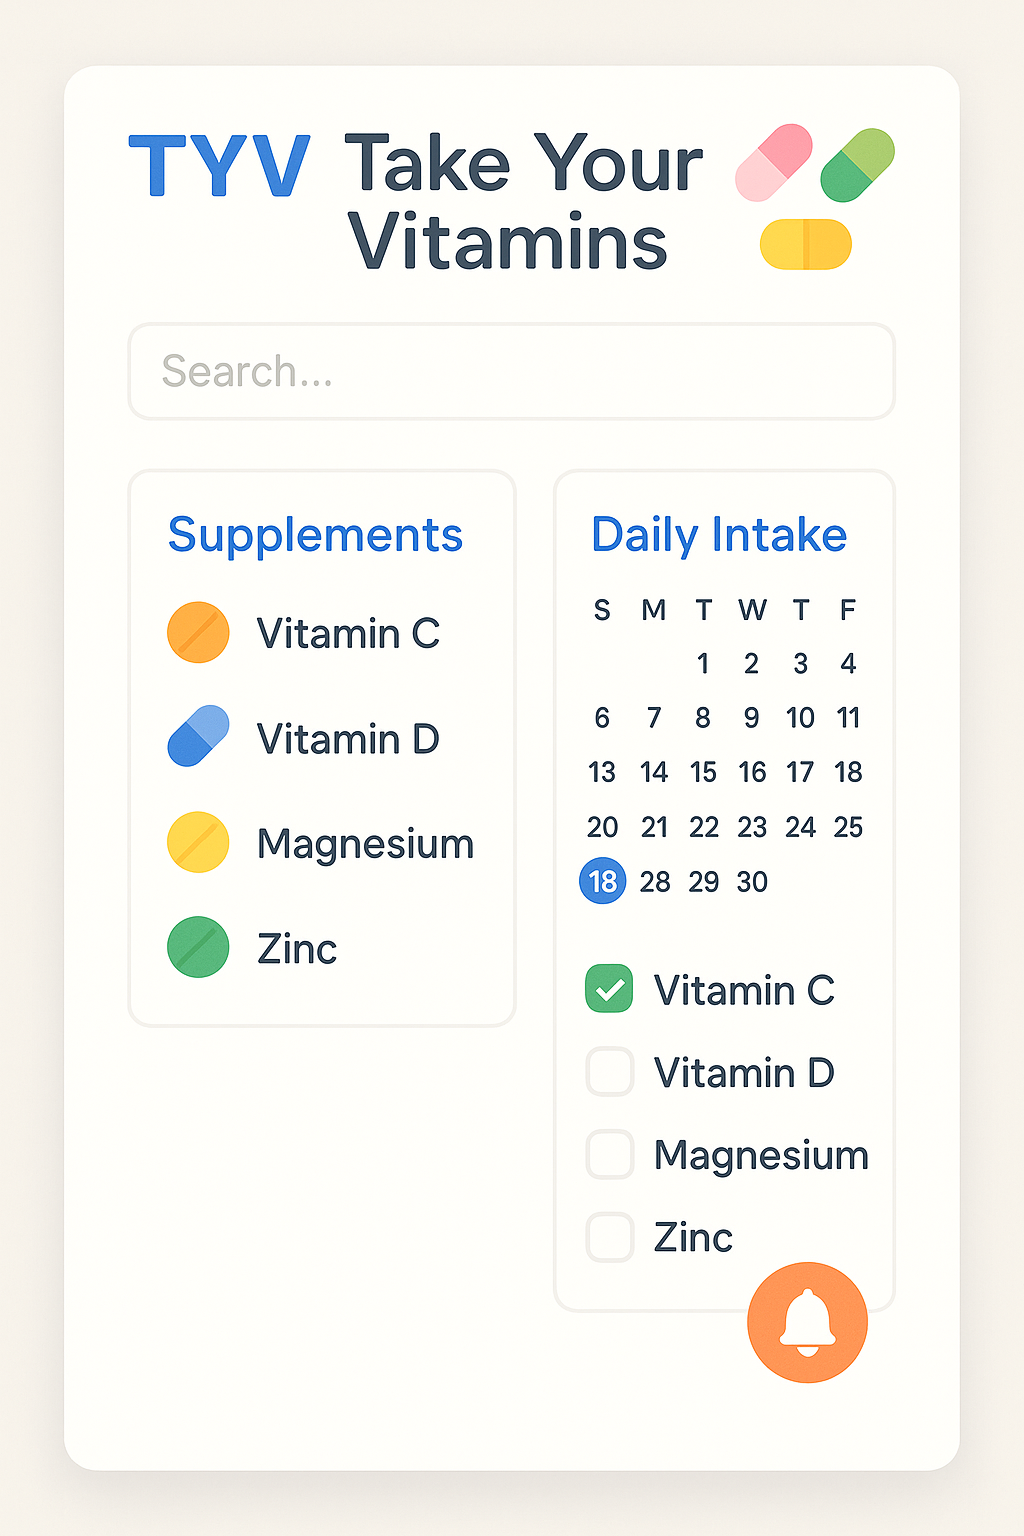 TYV Take Your
Vitamins
Search...
Supplements
Vitamin C
Vitamin D
Magnesium
Zinc
Daily Intake
S M T W T F
1 2 3 4
6 7 8 9 10 11
13 14 15 16 17 18
20 21 22 23 24 25
18 28 29 30
Vitamin C
Vitamin D
Magnesium
Zinc